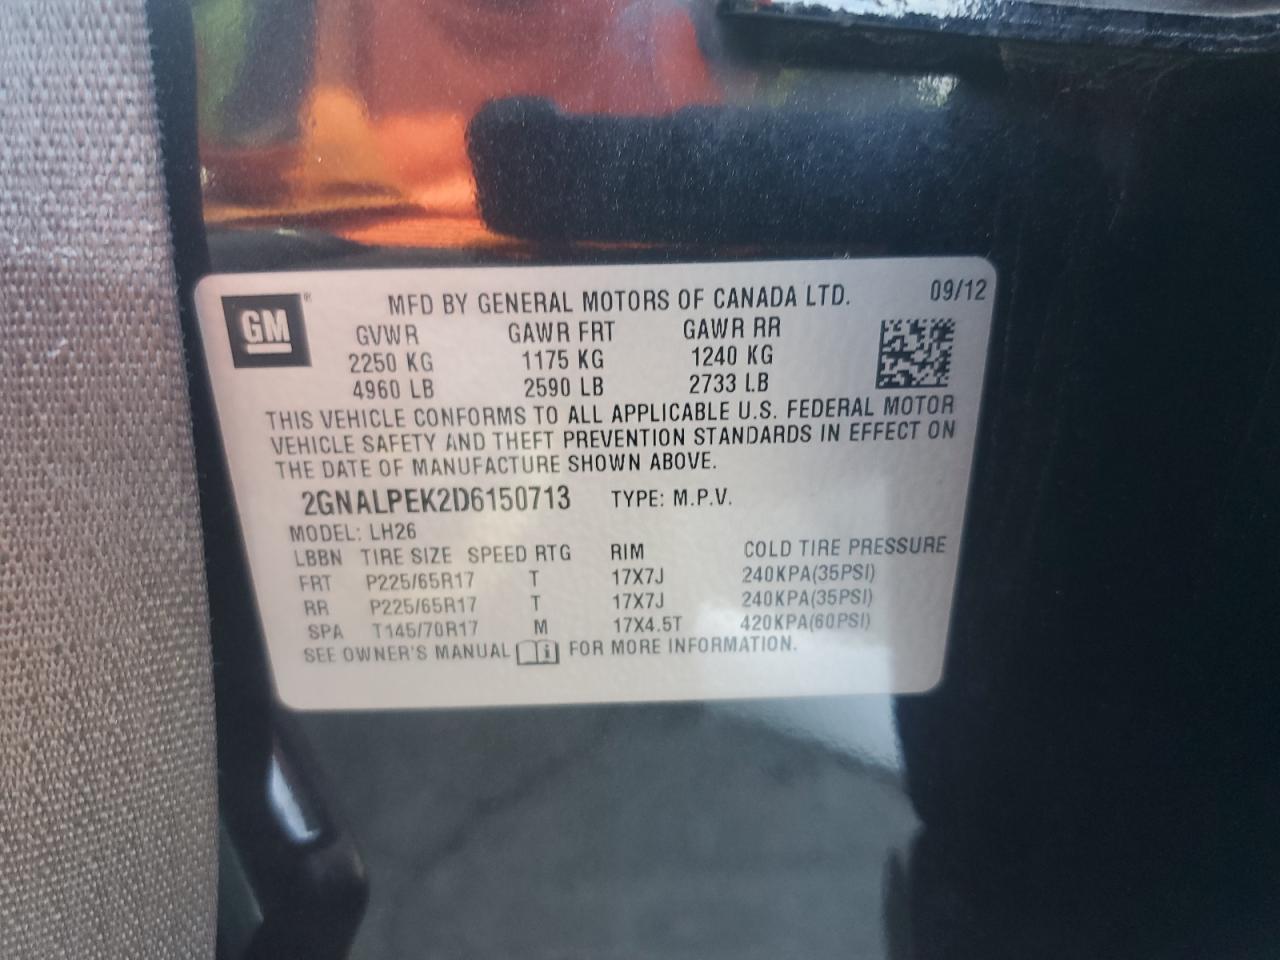 GM ® MFD BY GENERAL MOTORS OF CANADA LTD. 09/12
GVWR GAWR FRT GAWR RR
2250 KG 1175 KG 1240 KG
4960 LB 2590 LB 2733 LB
THIS VEHICLE CONFORMS TO ALL APPLICABLE U.S. FEDERAL MOTOR
VEHICLE SAFETY AND THEFT PREVENTION STANDARDS IN EFFECT ON
THE DATE OF MANUFACTURE SHOWN ABOVE.
2GNALPEK2D6150713 TYPE: M.P.V.
MODEL: LH26
LBBN TIRE SIZE SPEED RTG RIM COLD TIRE PRESSURE
FRT P225/65R17 T 17X7J 240KPA(35PSI)
RR P225/65R17 T 17X7J 240KPA(35PSI)
SPA T145/70R17 M 17X4.5T 420KPA(60PSI)
SEE OWNER'S MANUAL FOR MORE INFORMATION.